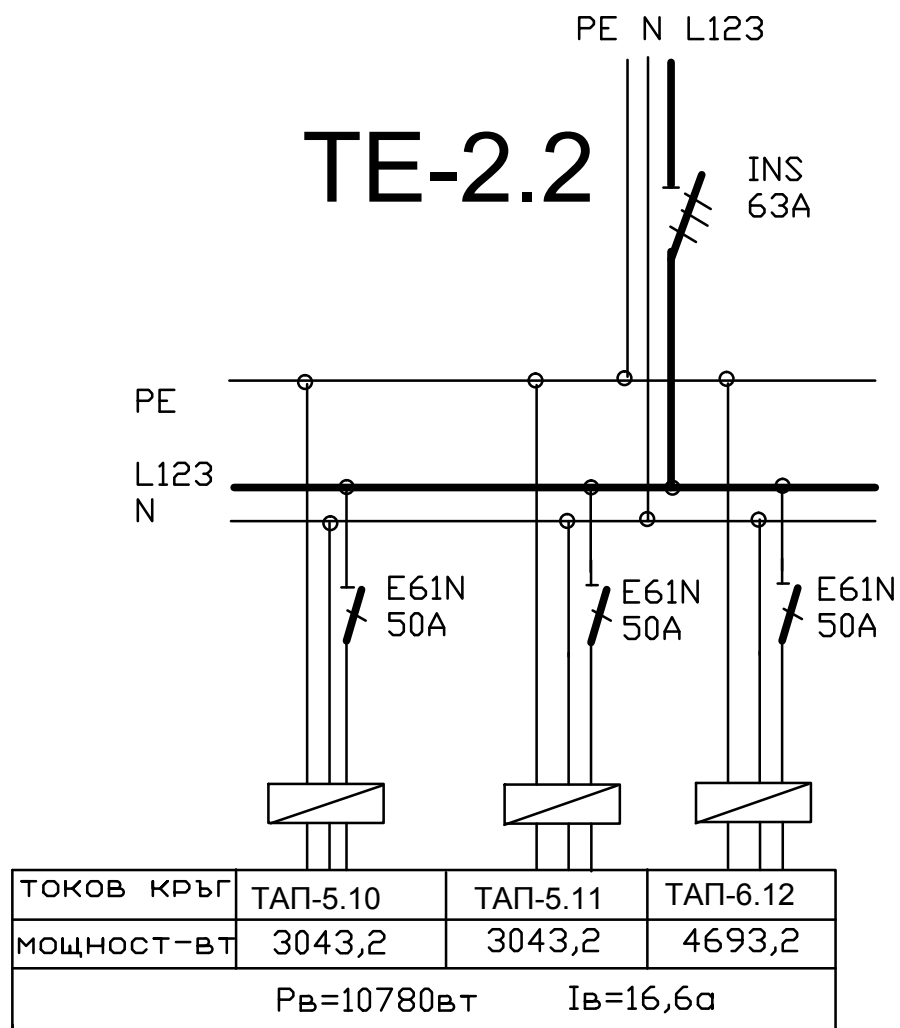 PE N L123
TE-2.2
INS
63A
PE
L123
N
E61N
50A
E61N
50A
E61N
50A
ТОКОВ КРЪГ ТАП-5.10 ТАП-5.11 ТАП-6.12
МОЩНОСТ-ВТ 3043,2 3043,2 4693,2
Рв=10780вт Iв=16,6а